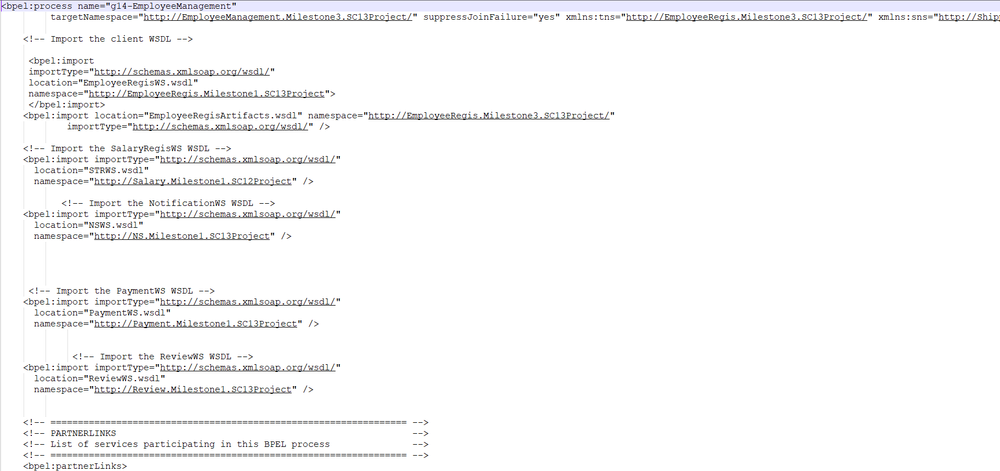 <bpel:process name="g14-EmployeeManagement"
targetNamespace="http://EmployeeManagement.Milestone3.SC13Project/" suppressJoinFailure="yes" xmlns:tns="http://EmployeeRegis.Milestone3.SC13Project/" xmlns:sns="http://Shipp
<!-- Import the client WSDL -->
<bpel:import
importType="http://schemas.xmlsoap.org/wsdl/"
location="EmployeeRegisWS.wsdl"
namespace="http://EmployeeRegis.Milestone1.SC13Project">
</bpel:import>
<bpel:import location="EmployeeRegisArtifacts.wsdl" namespace="http://EmployeeRegis.Milestone3.SC13Project/"
importType="http://schemas.xmlsoap.org/wsdl/" />
<!-- Import the SalaryRegisWS WSDL -->
<bpel:import importType="http://schemas.xmlsoap.org/wsdl/"
location="STRWS.wsdl"
namespace="http://Salary.Milestone1.SC12Project" />
<!-- Import the NotificationWS WSDL -->
<bpel:import importType="http://schemas.xmlsoap.org/wsdl/"
location="NSWS.wsdl"
namespace="http://NS.Milestone1.SC13Project" />
<!-- Import the PaymentWS WSDL -->
<bpel:import importType="http://schemas.xmlsoap.org/wsdl/"
location="PaymentWS.wsdl"
namespace="http://Payment.Milestone1.SC13Project" />
<!-- Import the ReviewWS WSDL -->
<bpel:import importType="http://schemas.xmlsoap.org/wsdl/"
location="ReviewWS.wsdl"
namespace="http://Review.Milestone1.SC13Project" />
<!-- ================================================================= -->
<!-- PARTNERLINKS -->
<!-- List of services participating in this BPEL process -->
<!-- ================================================================= -->
<bpel:partnerLinks>